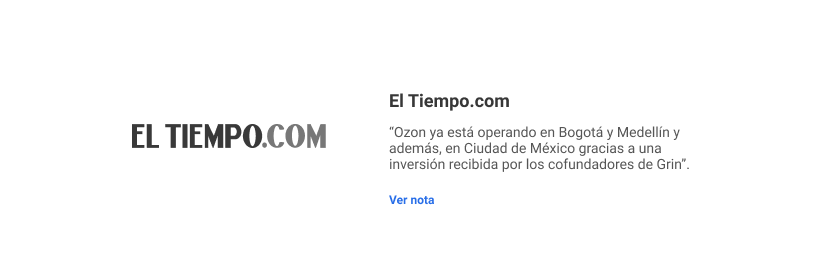 EL TIEMPO.COM
El Tiempo.com
“Ozon ya está operando en Bogotá y Medellín y
además, en Ciudad de México gracias a una
inversión recibida por los cofundadores de Grin”.
Ver nota